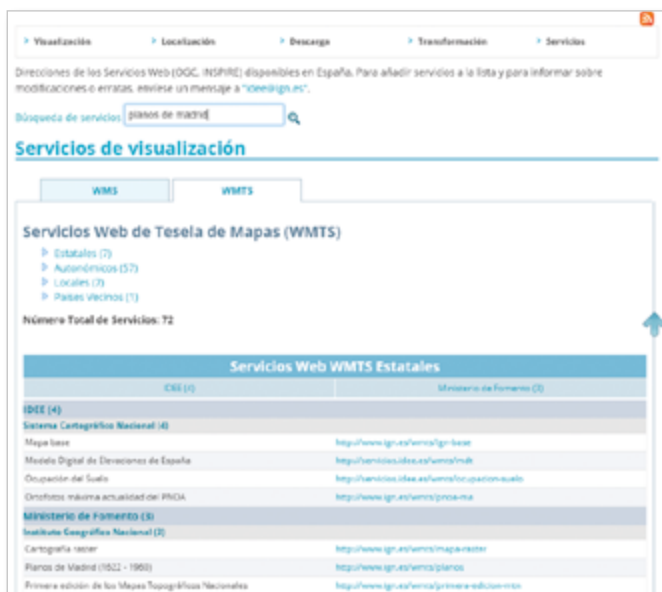 Visualización
Localización
Descarga
Transformación
Servicios
Direcciones de los Servicios Web (OGC, INSPIRE) disponibles en España. Para añadir servicios a la lista y para informar sobre
modificaciones o erratas, envíese un mensaje a "idee@ign.es".
Búsqueda de servicios planos de madrid
Servicios de visualización
WMS
WMTS
Servicios Web de Tesela de Mapas (WMTS)
Estatales (7)
Autonómicos (57)
Locales (7)
Países Vecinos (1)
Número Total de Servicios: 72
Servicios Web WMTS Estatales
IDEE (4)
Ministerio de Fomento (3)
IDEE (4)
Sistema Cartográfico Nacional (4)
Mapa base http://www.ign.es/wmts/ign-base
Modelo Digital de Elevaciones de España http://servicios.idee.es/wmts/mdt
Ocupación del Suelo http://servicios.idee.es/wmts/ocupacion-suelo
Ortofotos máxima actualidad del PNOA http://www.ign.es/wmts/pnoa-ma
Ministerio de Fomento (3)
Instituto Geográfico Nacional (3)
Cartografía raster http://www.ign.es/wmts/mapa-raster
Planos de Madrid (1622 - 1960) http://www.ign.es/wmts/planos
Primera edición de los Mapas Topográficos Nacionales http://www.ign.es/wmts/primera-edicion-mtn